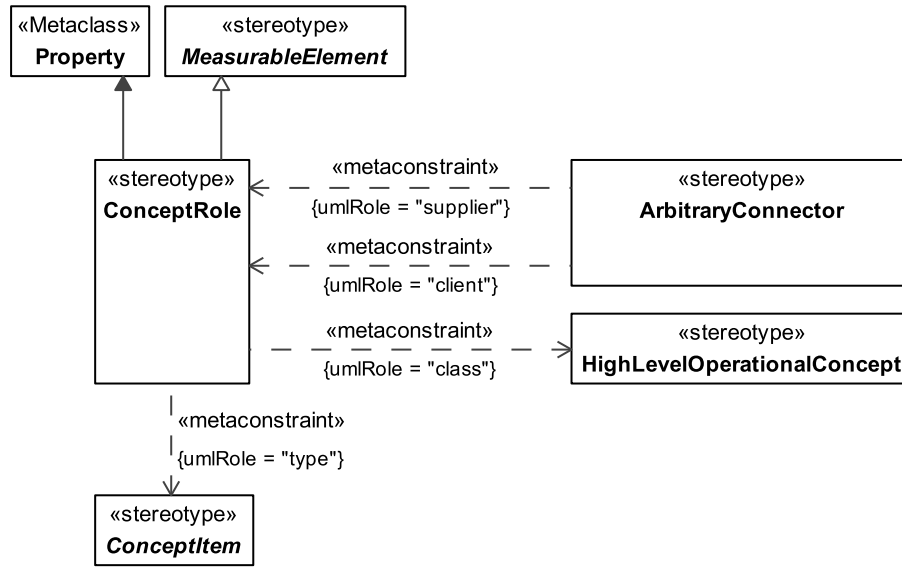 «Metaclass»
Property
«stereotype»
MeasurableElement
«stereotype»
ConceptRole
«metaconstraint»
{umlRole = "supplier"}
«metaconstraint»
{umlRole = "client"}
«stereotype»
ArbitraryConnector
«metaconstraint»
{umlRole = "class"}
«stereotype»
HighLevelOperationalConcept
«metaconstraint»
{umlRole = "type"}
«stereotype»
ConceptItem